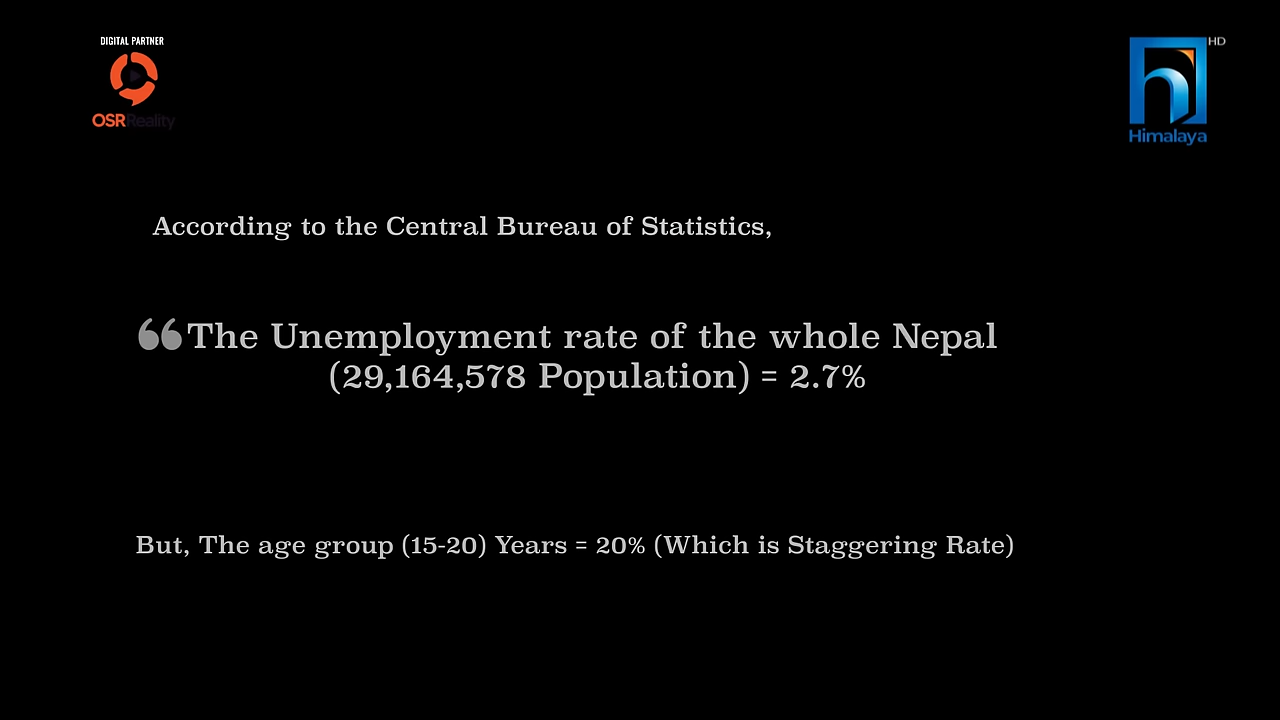 DIGITAL PARTNER
OSRReality
HD
Himalaya
According to the Central Bureau of Statistics,
“The Unemployment rate of the whole Nepal
(29,164,578 Population) = 2.7%
But, The age group (15-20) Years = 20% (Which is Staggering Rate)